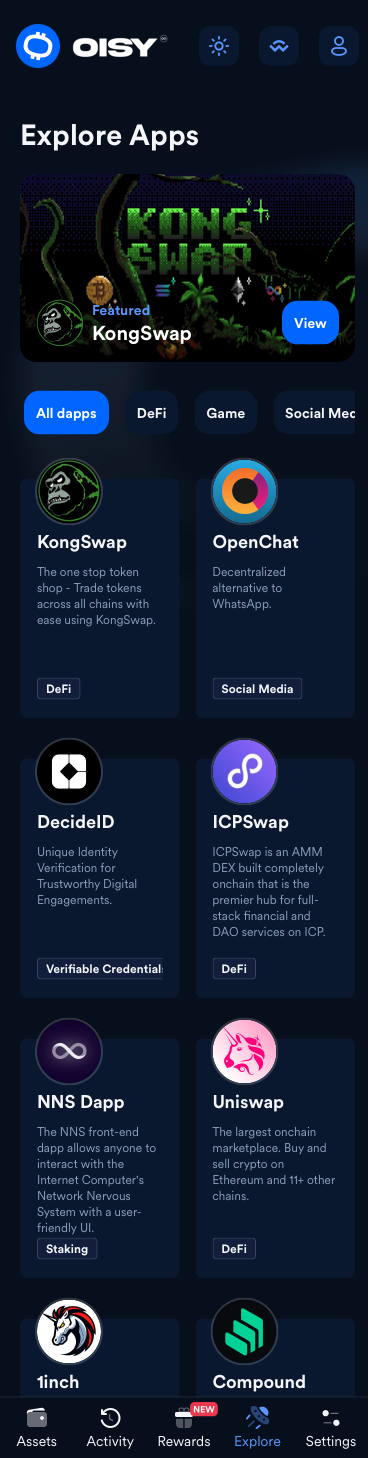 OISY
Explore Apps
KONG
SWAP
Featured
KongSwap
View
All dapps
DeFi
Game
Social Med
KongSwap
The one stop token
shop - Trade tokens
across all chains with
ease using KongSwap.
DeFi
OpenChat
Decentralized
alternative to
WhatsApp.
Social Media
DecideID
Unique Identity
Verification for
Trustworthy Digital
Engagements.
Verifiable Credentials
ICPSwap
ICPSwap is an AMM
DEX built completely
onchain that is the
premier hub for full-
stack financial and
DAO services on ICP.
DeFi
NNS Dapp
The NNS front-end
dapp allows anyone to
interact with the
Internet Computer's
Network Nervous
System with a user-
friendly UI.
Staking
Uniswap
The largest onchain
marketplace. Buy and
sell crypto on
Ethereum and 11+ other
chains.
DeFi
1inch
Compound
Assets
Activity
NEW
Rewards
Explore
Settings